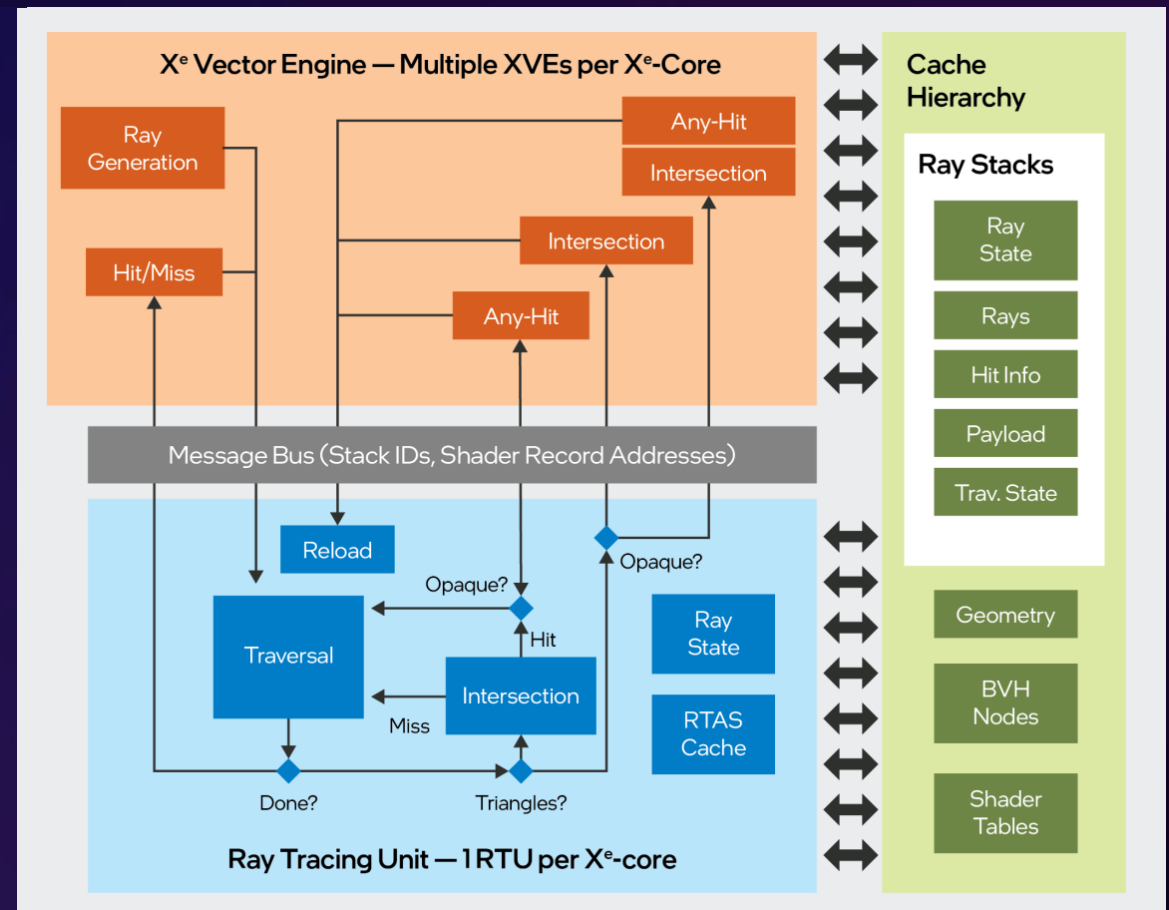 Xᵉ Vector Engine — Multiple XVEs per Xᵉ-Core
Ray
Generation
Hit/Miss
Any-Hit
Intersection
Intersection
Any-Hit
Message Bus (Stack IDs, Shader Record Addresses)
Reload
Opaque?
Opaque?
Hit
Traversal
Intersection
Miss
Ray
State
RTAS
Cache
Done?
Triangles?
Ray Tracing Unit — 1 RTU per Xᵉ-core
Cache
Hierarchy
Ray Stacks
Ray
State
Rays
Hit Info
Payload
Trav. State
Geometry
BVH
Nodes
Shader
Tables